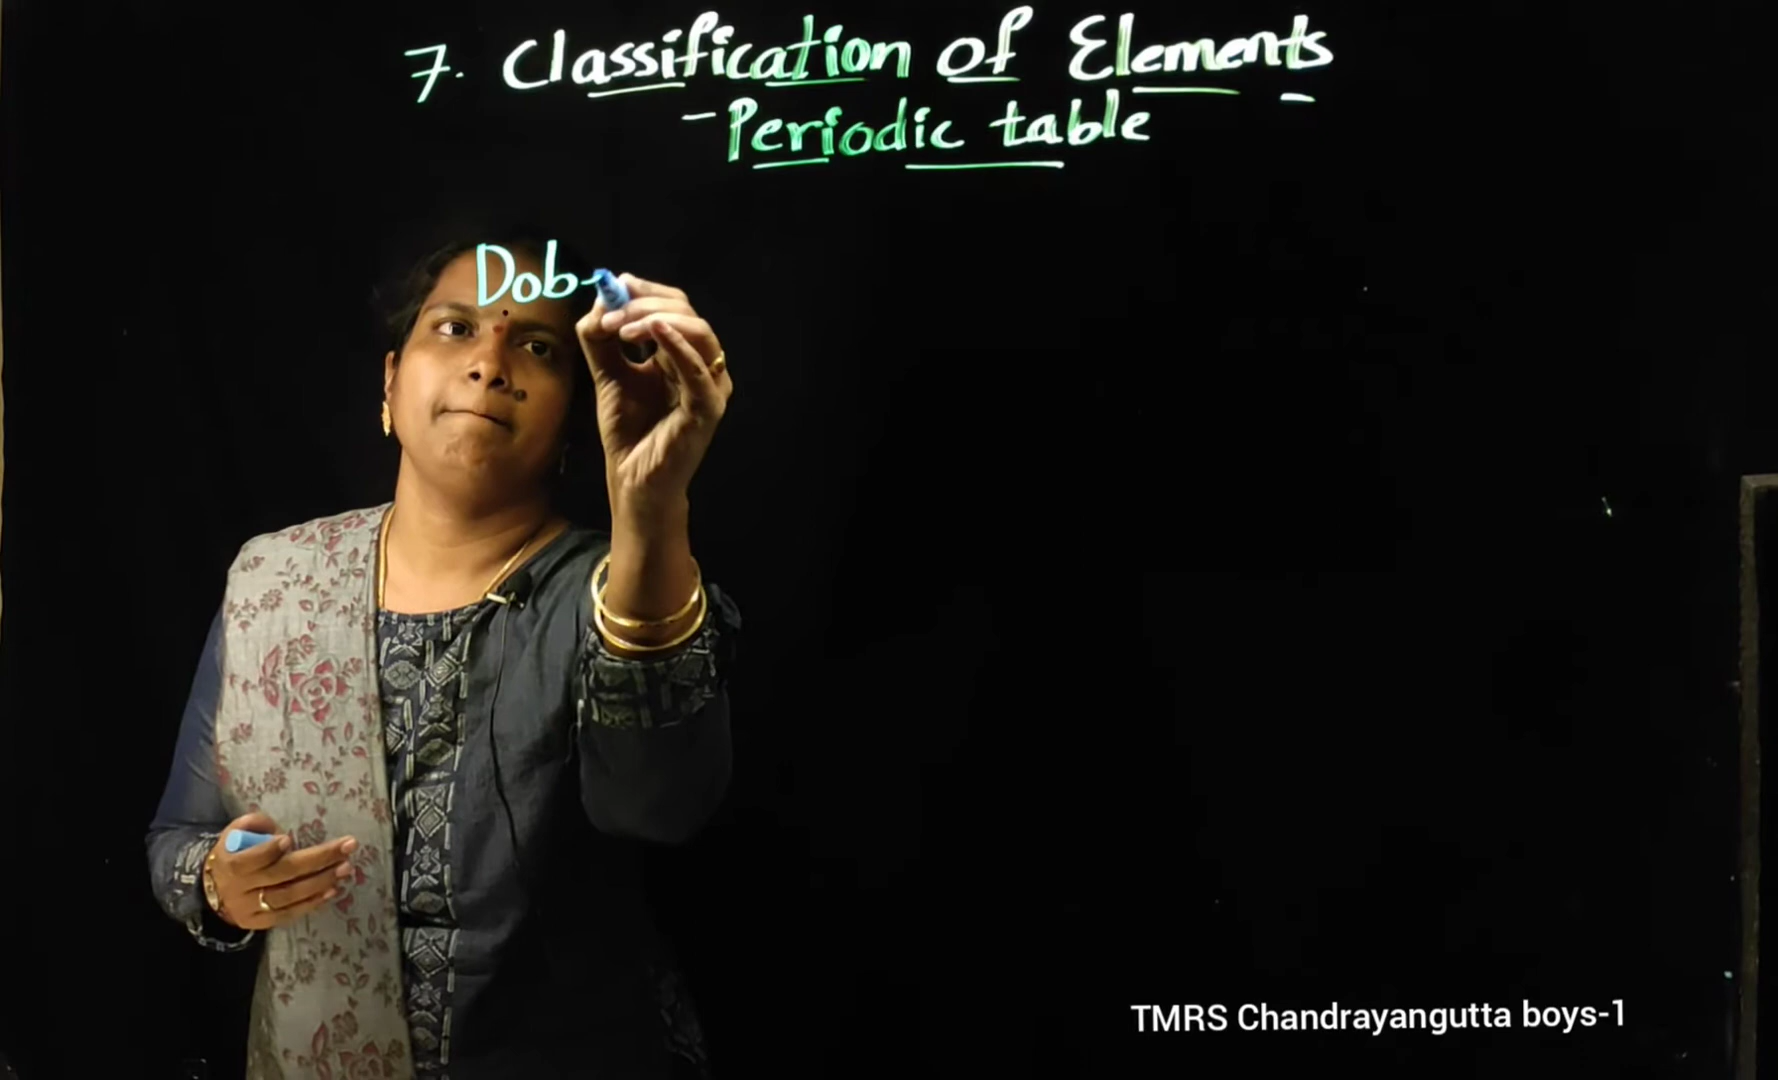 7. Classification of Elements
- Periodic table
Dob
TMRS Chandrayangutta boys-1